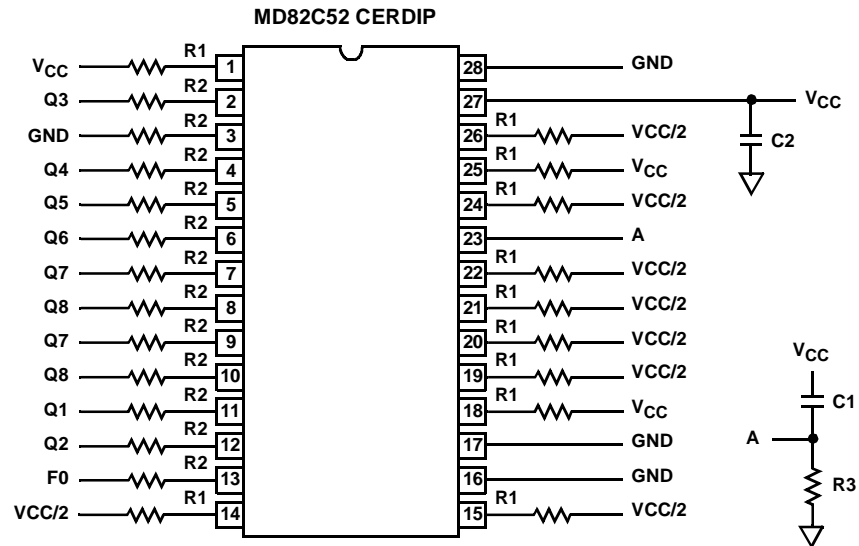 MD82C52 CERDIP
VCC R1 1
Q3 R2 2
GND R2 3
Q4 R2 4
Q5 R2 5
Q6 R2 6
Q7 R2 7
Q8 R2 8
Q7 R2 9
Q8 R2 10
Q1 R2 11
Q2 R2 12
F0 R2 13
VCC/2 R1 14
28 GND
27 VCC
C2
26 R1 VCC/2
25 R1 VCC
24 R1 VCC/2
23 A
22 R1 VCC/2
21 R1 VCC/2
20 R1 VCC/2
19 R1 VCC/2
18 R1 VCC
17 GND
16 GND
15 R1 VCC/2
VCC
C1
A
R3